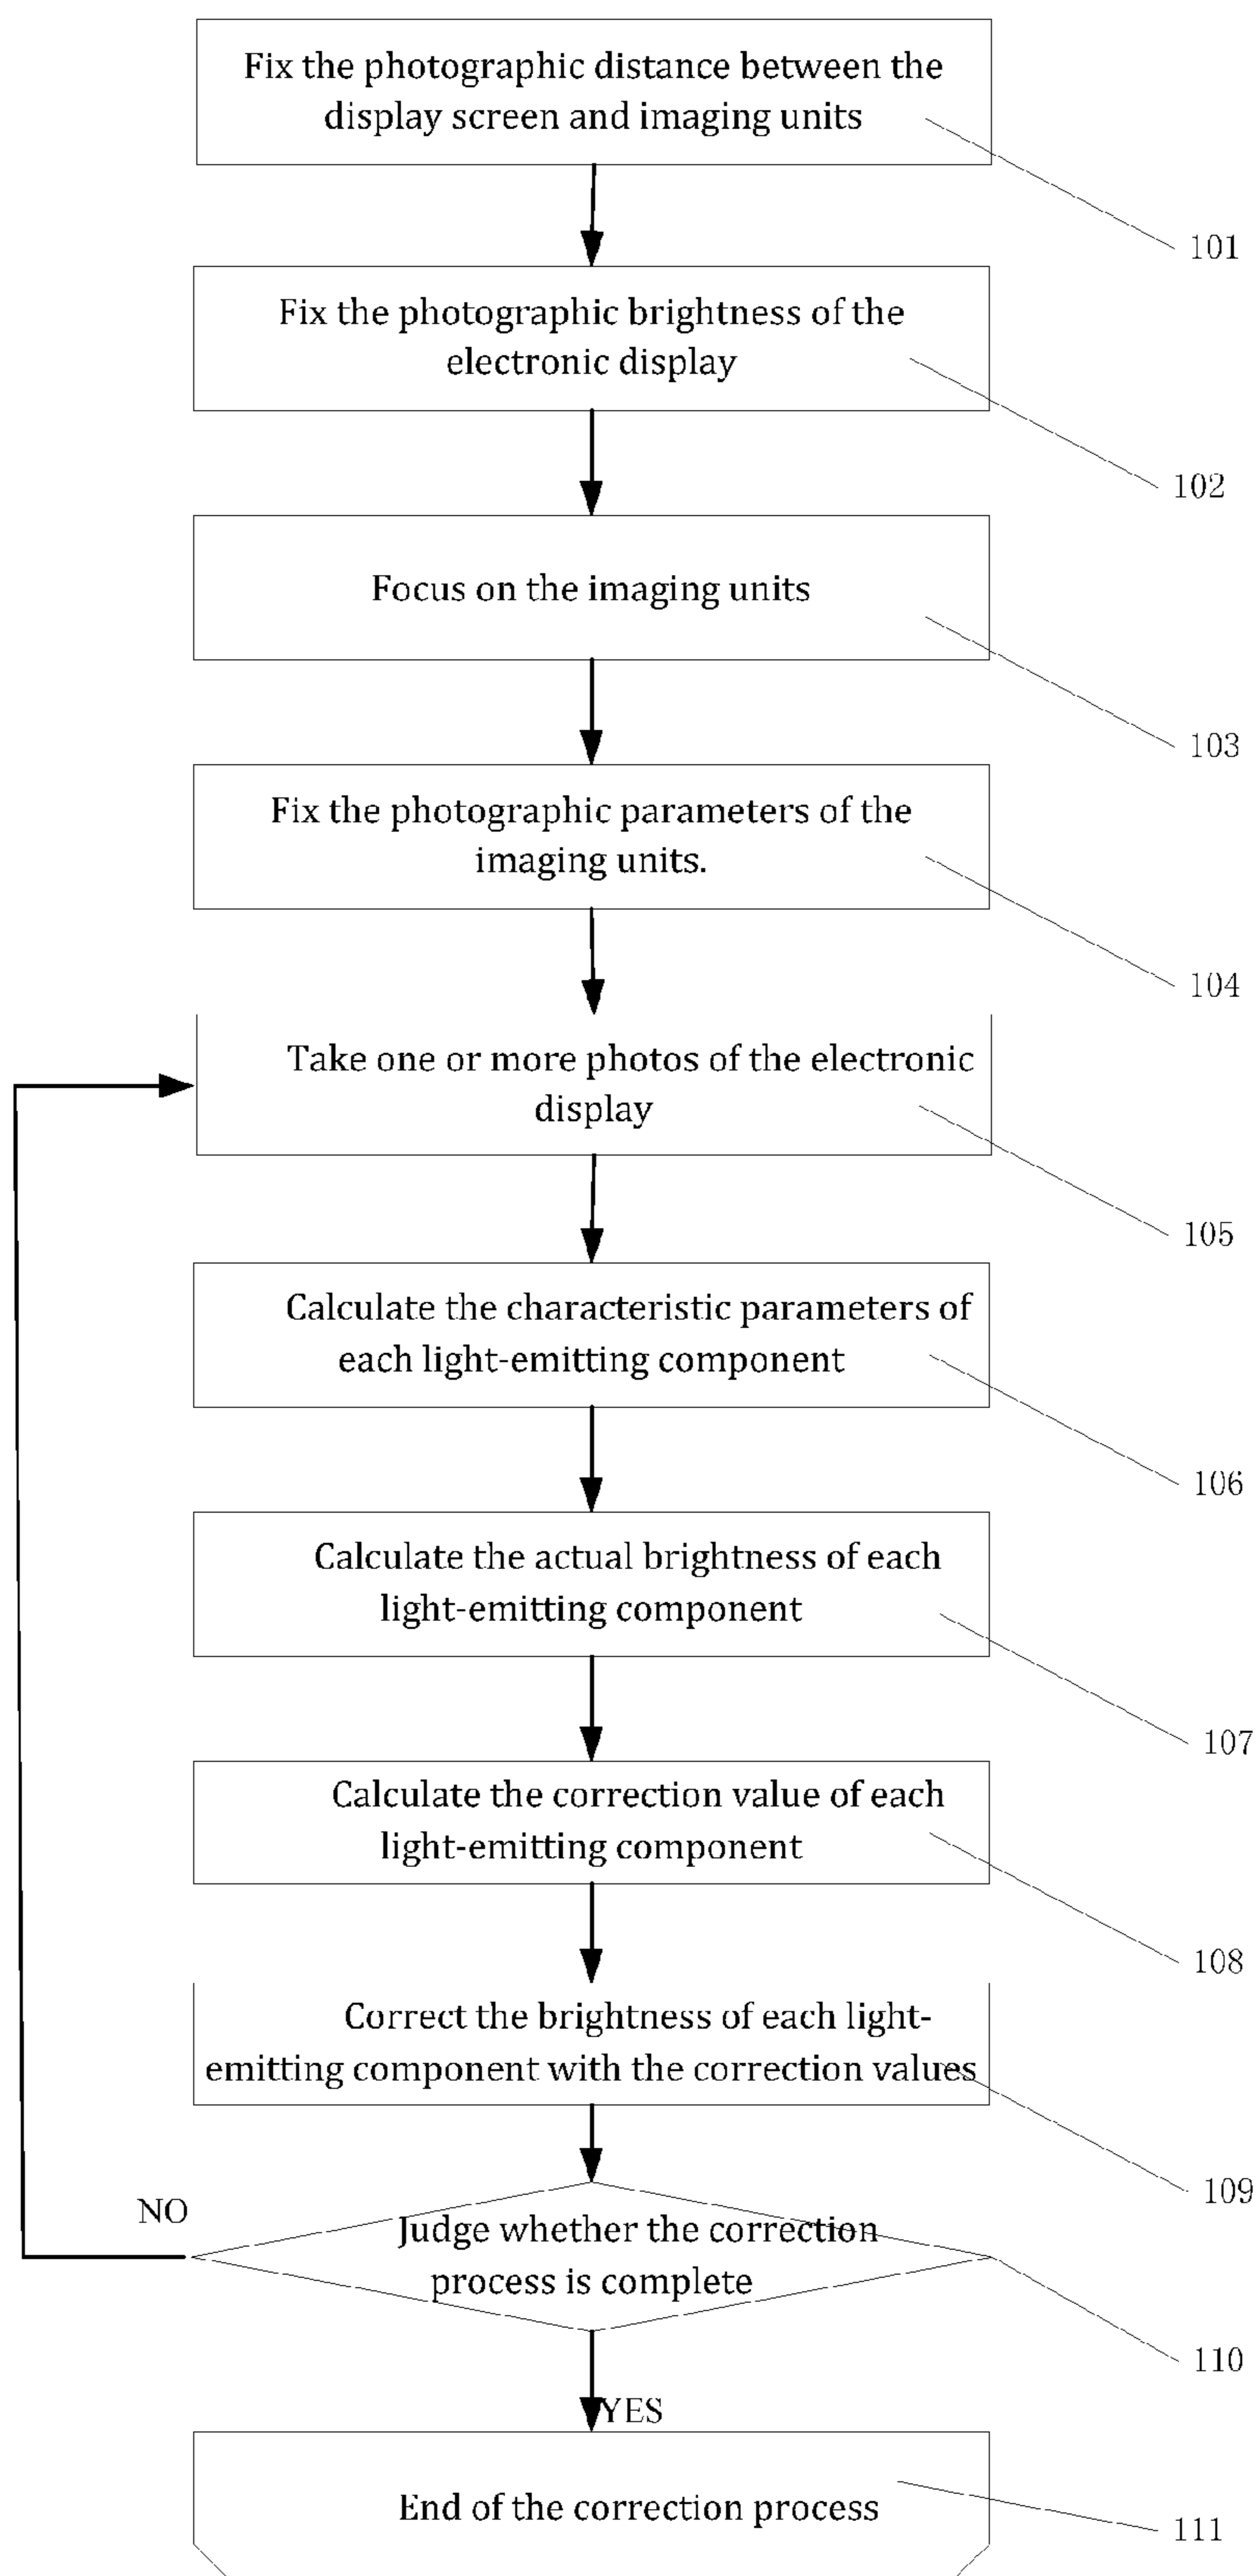 Fix the photographic distance between the
display screen and imaging units
101
Fix the photographic brightness of the
electronic display
102
Focus on the imaging units
103
Fix the photographic parameters of the
imaging units.
104
Take one or more photos of the electronic
display
105
Calculate the characteristic parameters of
each light-emitting component
106
Calculate the actual brightness of each
light-emitting component
107
Calculate the correction value of each
light-emitting component
108
Correct the brightness of each light-
emitting component with the correction values
109
NO
Judge whether the correction
process is complete
110
YES
End of the correction process
111